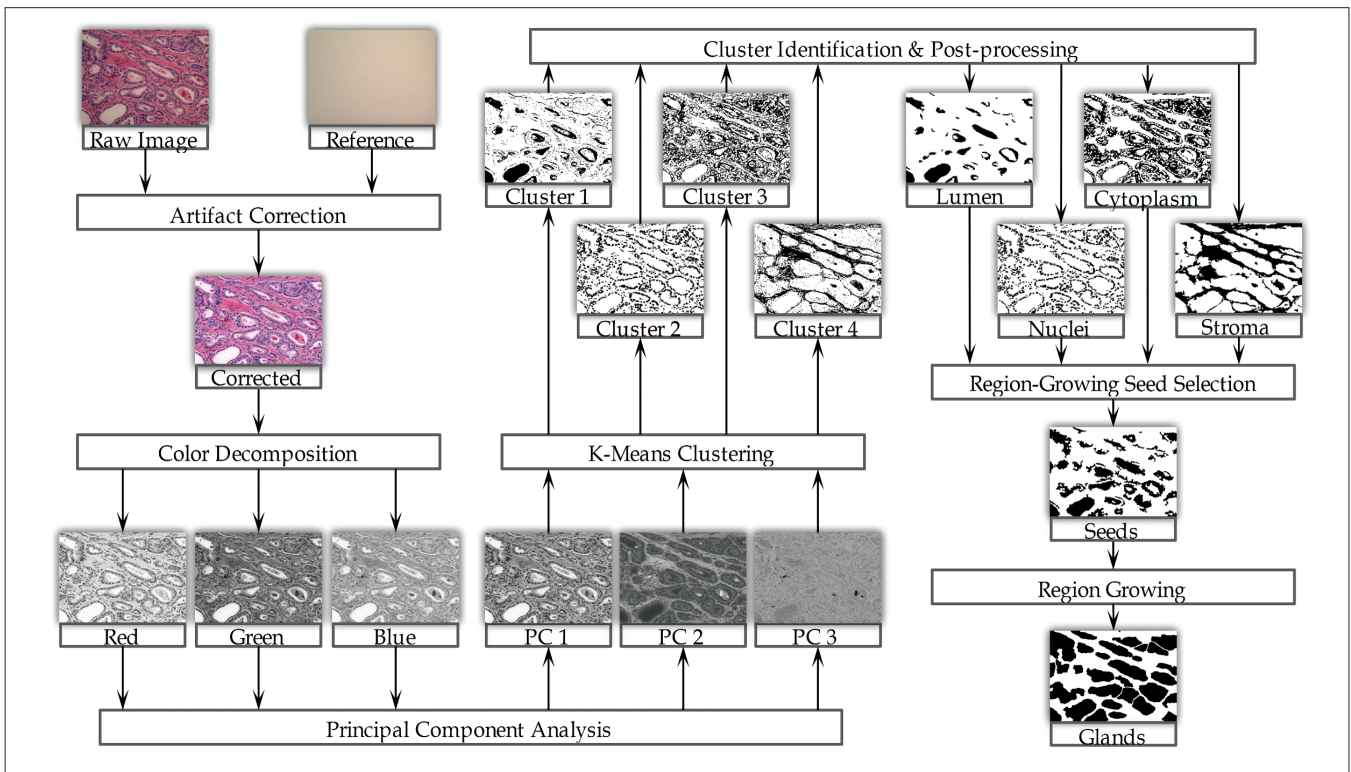 Raw Image
Reference
Artifact Correction
Corrected
Color Decomposition
Red
Green
Blue
Principal Component Analysis
PC 1
PC 2
PC 3
K-Means Clustering
Cluster 1
Cluster 2
Cluster 3
Cluster 4
Cluster Identification & Post-processing
Lumen
Nuclei
Cytoplasm
Stroma
Region-Growing Seed Selection
Seeds
Region Growing
Glands